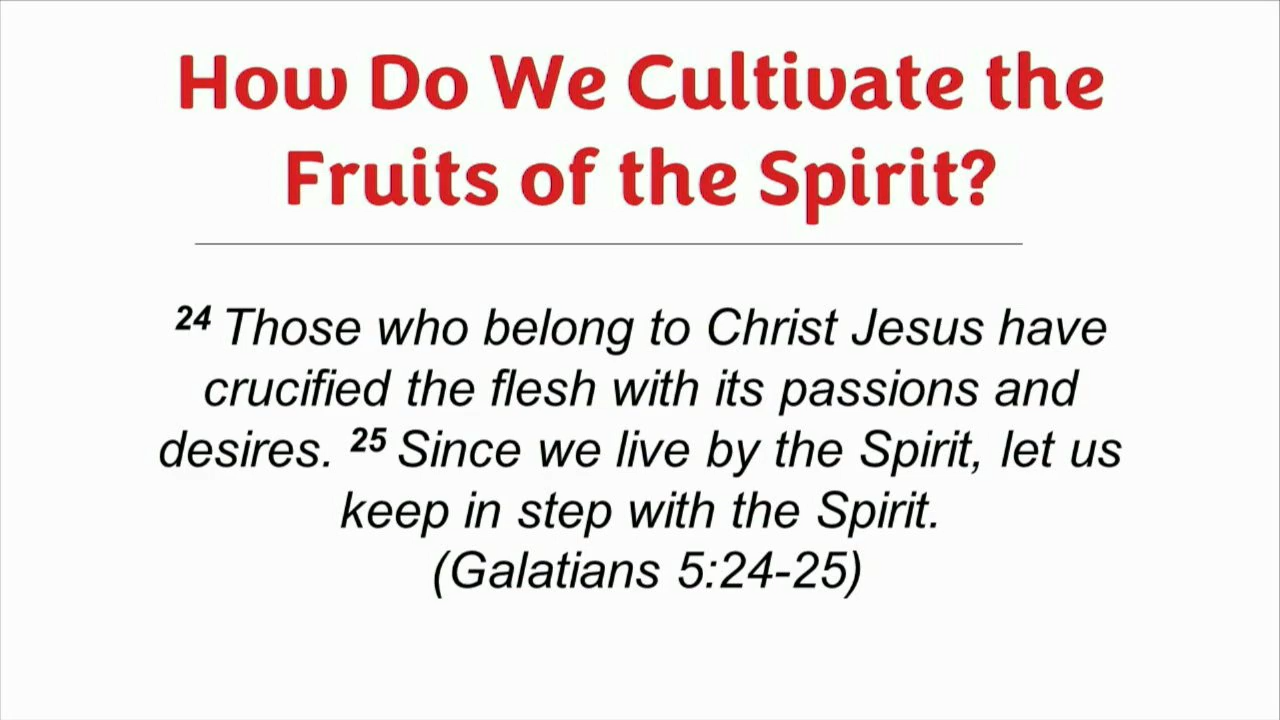 How Do We Cultivate the
Fruits of the Spirit?
24 Those who belong to Christ Jesus have
crucified the flesh with its passions and
desires. 25 Since we live by the Spirit, let us
keep in step with the Spirit.
(Galatians 5:24-25)